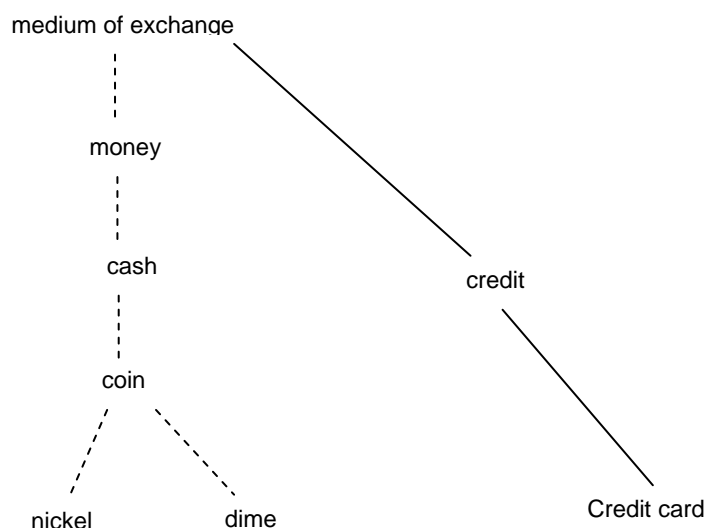 medium of exchange
money
cash
credit
coin
nickel
dime
Credit card